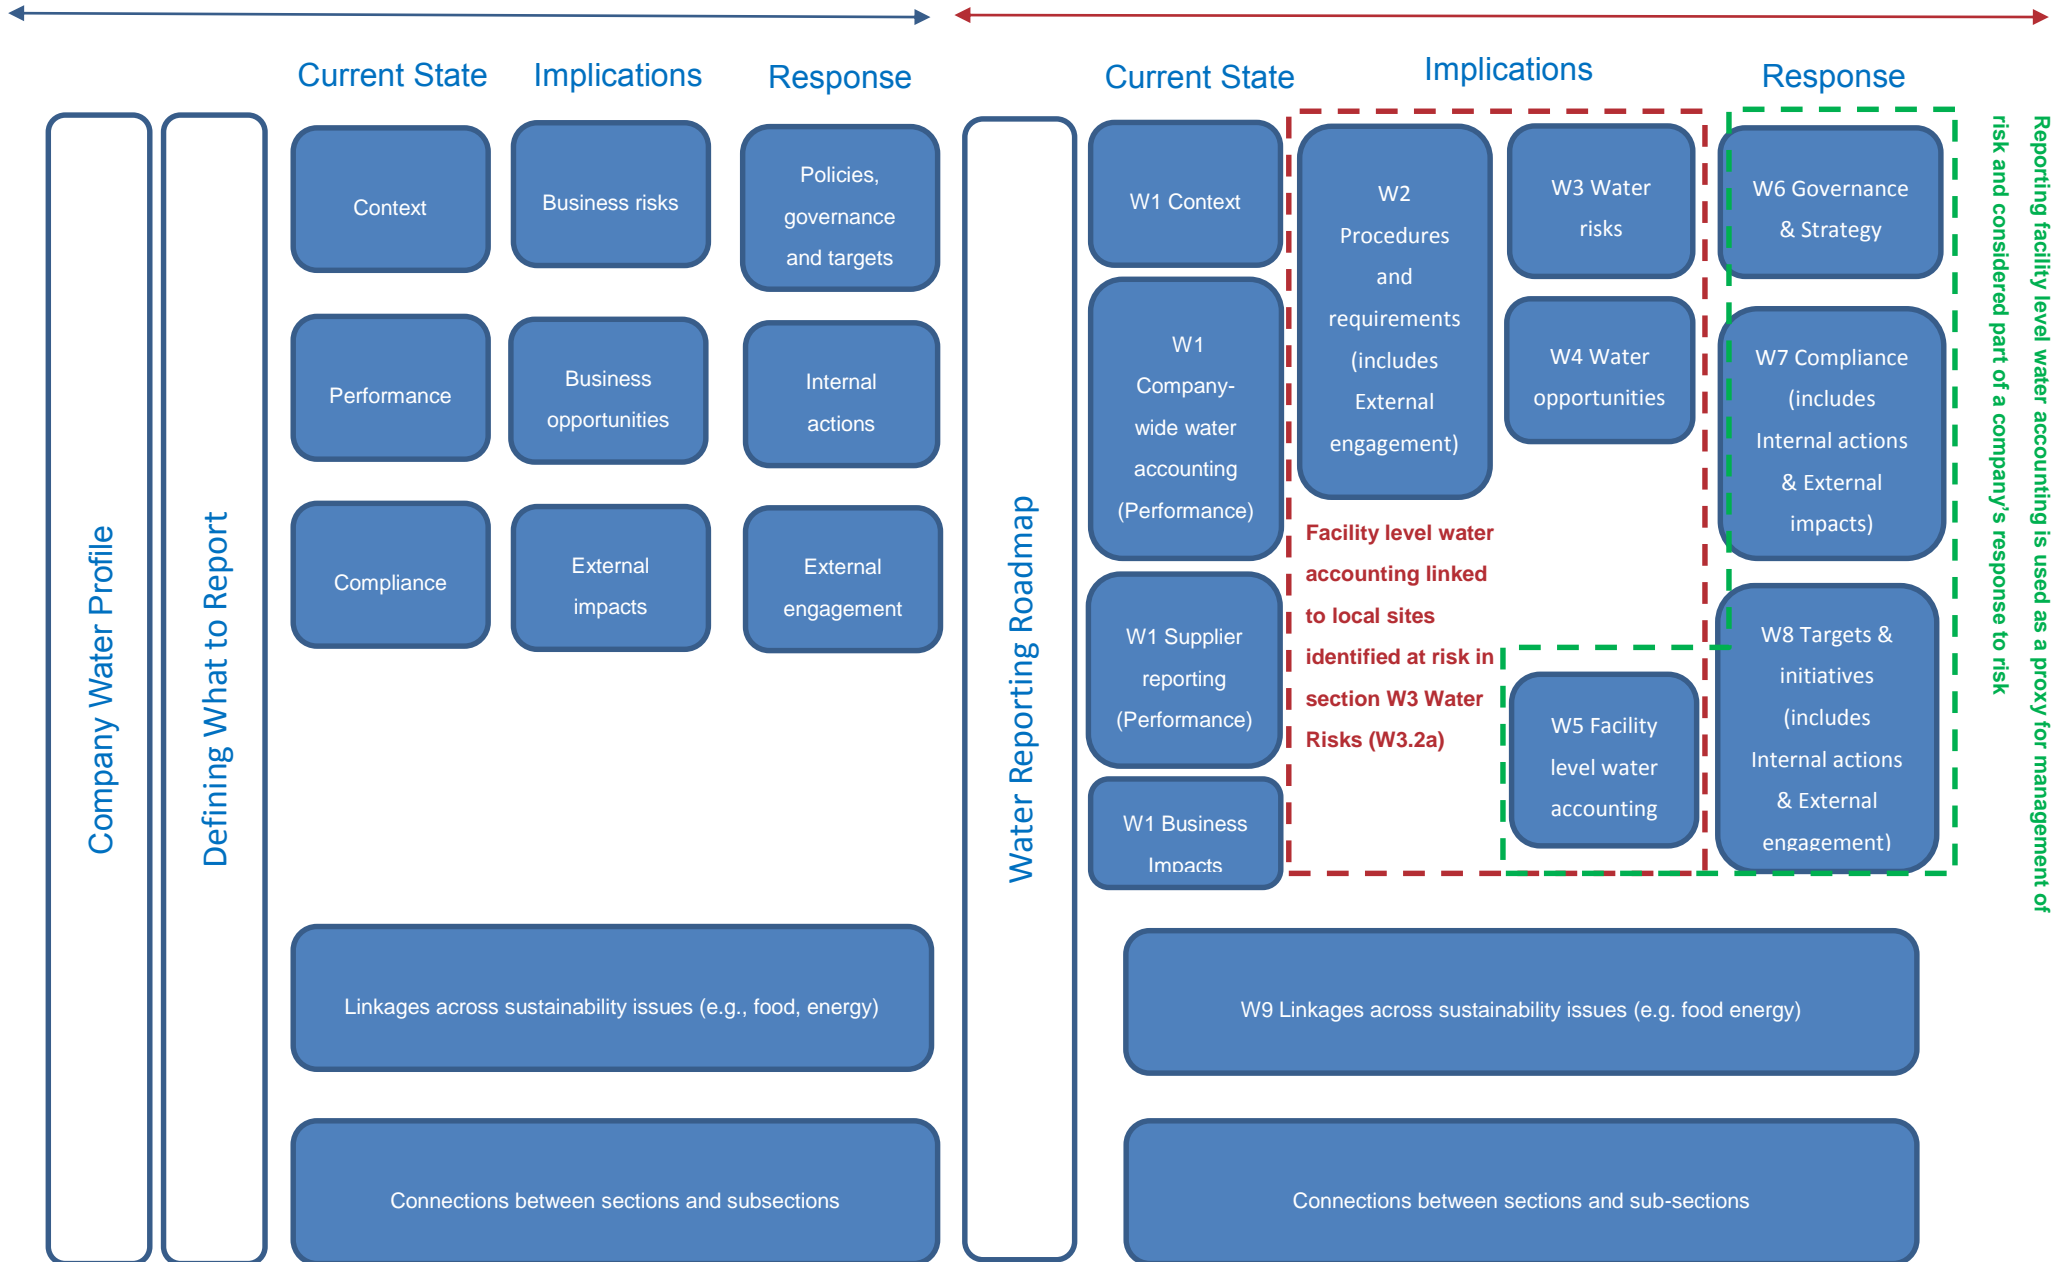 Current State
Implications
Response
Company Water Profile
Defining What to Report
Context
Business risks
Policies,
governance
and targets
Performance
Business
opportunities
Internal
actions
Compliance
External
impacts
External
engagement
Linkages across sustainability issues (e.g., food, energy)
Connections between sections and subsections
Water Reporting Roadmap
Current State
Implications
Response
W1 Context
W1
Company-
wide water
accounting
(Performance)
W1 Supplier
reporting
(Performance)
W1 Business
Impacts
W2
Procedures
and
requirements
(includes
External
engagement)
W3 Water
risks
W4 Water
opportunities
Facility level water
accounting linked
to local sites
identified at risk in
section W3 Water
Risks (W3.2a)
W5 Facility
level water
accounting
W6 Governance
& Strategy
W7 Compliance
(includes
Internal actions
& External
impacts)
W8 Targets &
initiatives
(includes
Internal actions
& External
engagement)
Reporting facility level water accounting is used as a proxy for management of
risk and considered part of a company's response to risk
W9 Linkages across sustainability issues (e.g. food energy)
Connections between sections and sub-sections